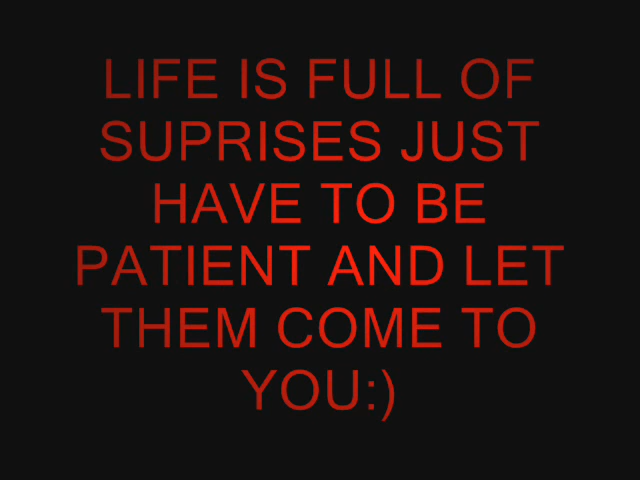 LIFE IS FULL OF
SUPRISES JUST
HAVE TO BE
PATIENT AND LET
THEM COME TO
YOU:)